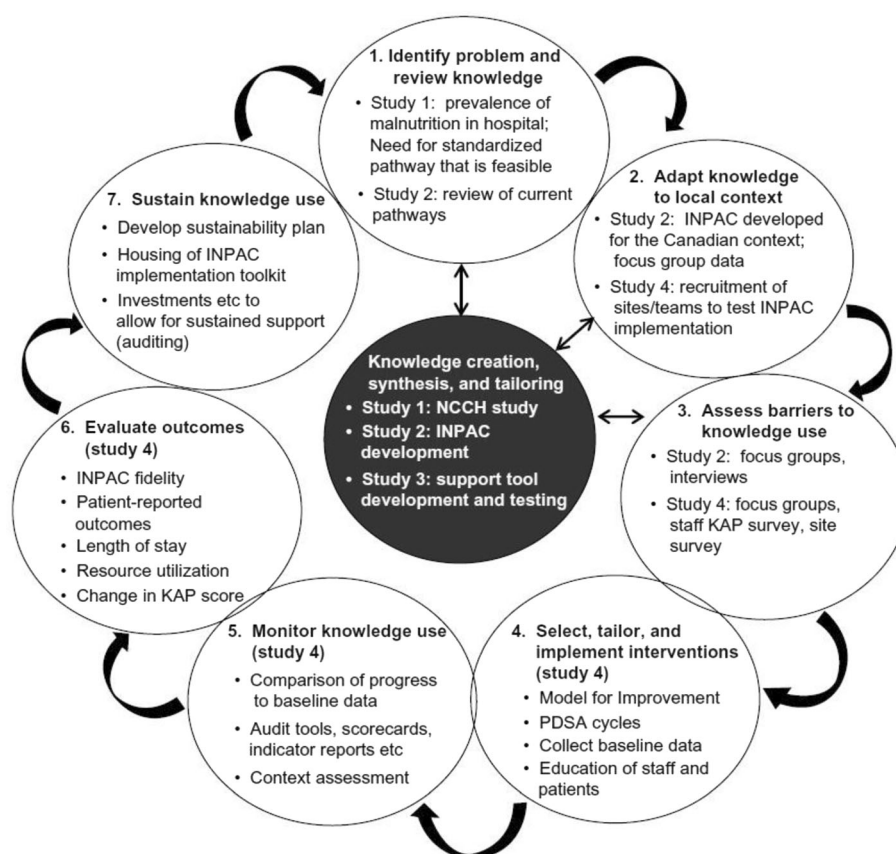 1. Identify problem and
review knowledge
• Study 1: prevalence of
malnutrition in hospital;
Need for standardized
pathway that is feasible
• Study 2: review of current
pathways
2. Adapt knowledge
to local context
• Study 2: INPAC developed
for the Canadian context;
focus group data
• Study 4: recruitment of
sites/teams to test INPAC
implementation
3. Assess barriers to
knowledge use
• Study 2: focus groups,
interviews
• Study 4: focus groups,
staff KAP survey, site
survey
4. Select, tailor, and
implement interventions
(study 4)
• Model for Improvement
• PDSA cycles
• Collect baseline data
• Education of staff and
patients
5. Monitor knowledge use
(study 4)
• Comparison of progress
to baseline data
• Audit tools, scorecards,
indicator reports etc
• Context assessment
6. Evaluate outcomes
(study 4)
• INPAC fidelity
• Patient-reported
outcomes
• Length of stay
• Resource utilization
• Change in KAP score
7. Sustain knowledge use
• Develop sustainability plan
• Housing of INPAC
implementation toolkit
• Investments etc to
allow for sustained support
(auditing)
Knowledge creation,
synthesis, and tailoring
• Study 1: NCCH study
• Study 2: INPAC
development
• Study 3: support tool
development and testing